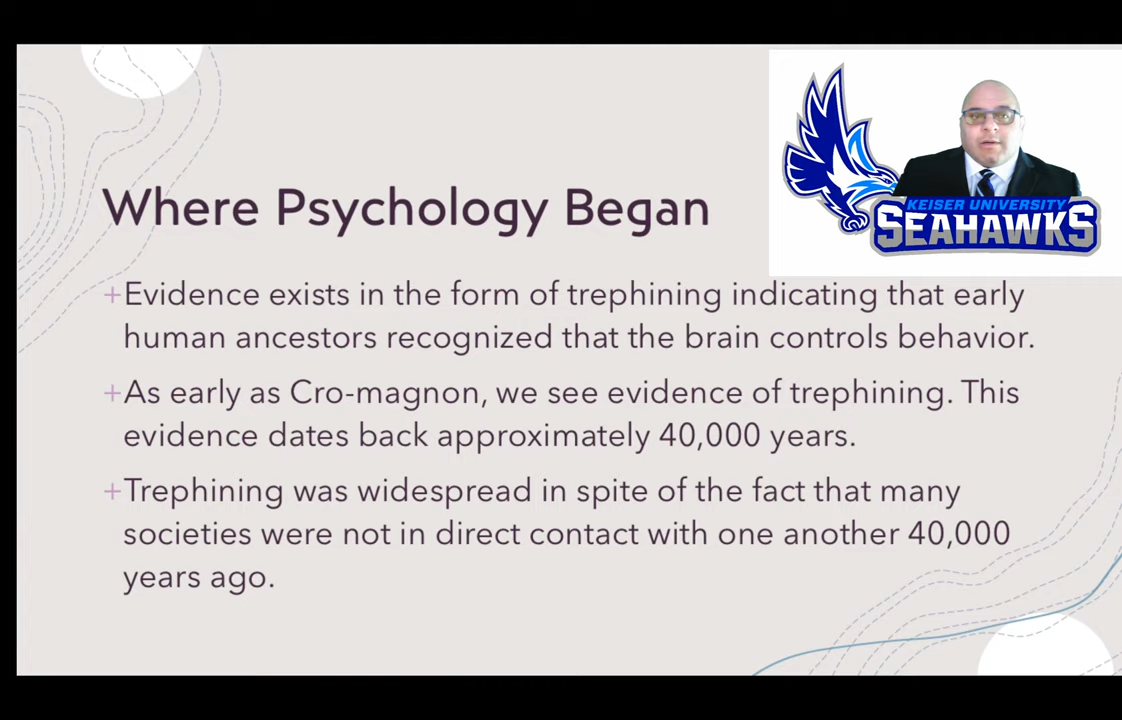 KEISER UNIVERSITY
SEAHAWKS
Where Psychology Began
+Evidence exists in the form of trephining indicating that early
human ancestors recognized that the brain controls behavior.
+As early as Cro-magnon, we see evidence of trephining. This
evidence dates back approximately 40,000 years.
+Trephining was widespread in spite of the fact that many
societies were not in direct contact with one another 40,000
years ago.